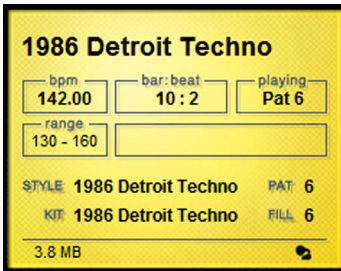 1986 Detroit Techno
bpm bar:beat playing
142.00 10:2 Pat 6
range
130 - 160
STYLE 1986 Detroit Techno PAT 6
KIT 1986 Detroit Techno FILL 6
3.8 MB